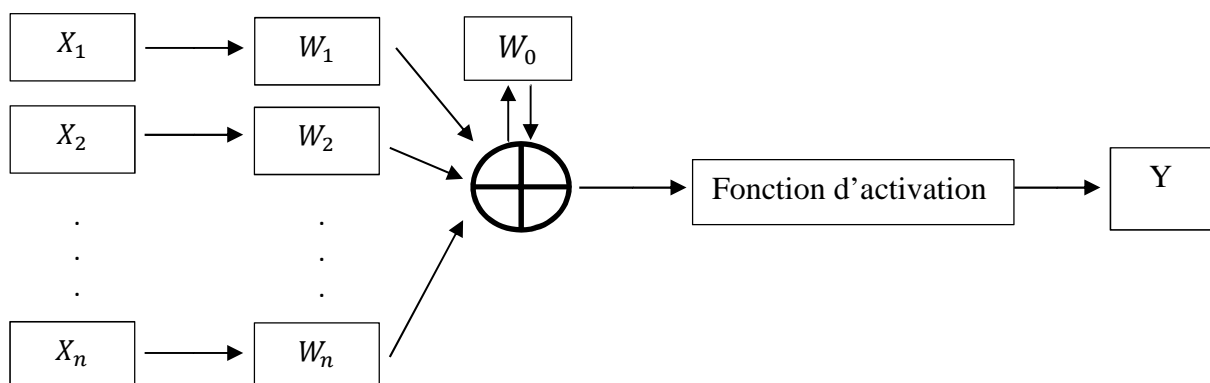 X₁ W₁ W₀
X₂ W₂
Fonction d’activation Y
. .
. .
. .
Xₙ Wₙ